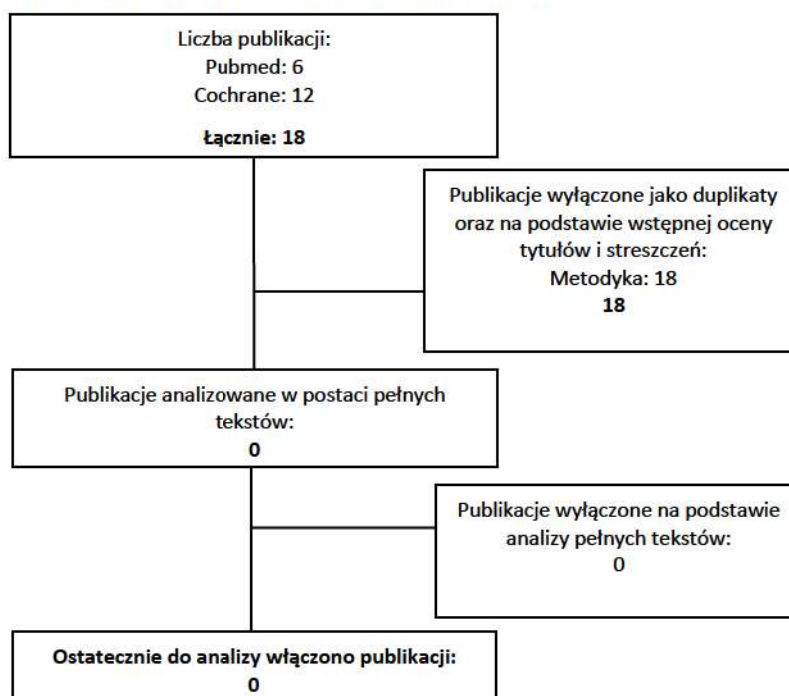 Liczba publikacji:
Pubmed: 6
Cochrane: 12
Łącznie: 18
Publikacje wyłączone jako duplikaty
oraz na podstawie wstępnej oceny
tytułów i streszczeń:
Metodyka: 18
18
Publikacje analizowane w postaci pełnych
tekstów:
0
Publikacje wyłączone na podstawie
analizy pełnych tekstów:
0
Ostatecznie do analizy włączono publikacji:
0